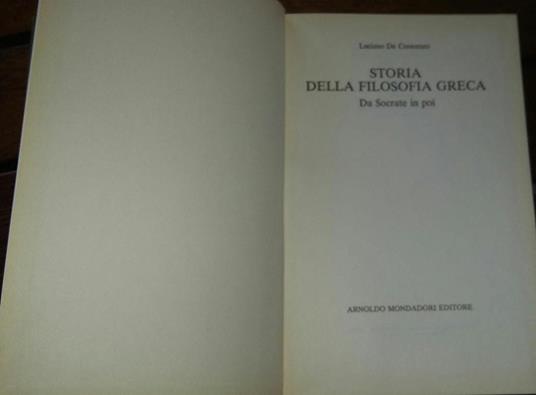 Luciano De Crescenzo
STORIA
DELLA FILOSOFIA GRECA
Da Socrate in poi
ARNOLDO MONDADORI EDITORE